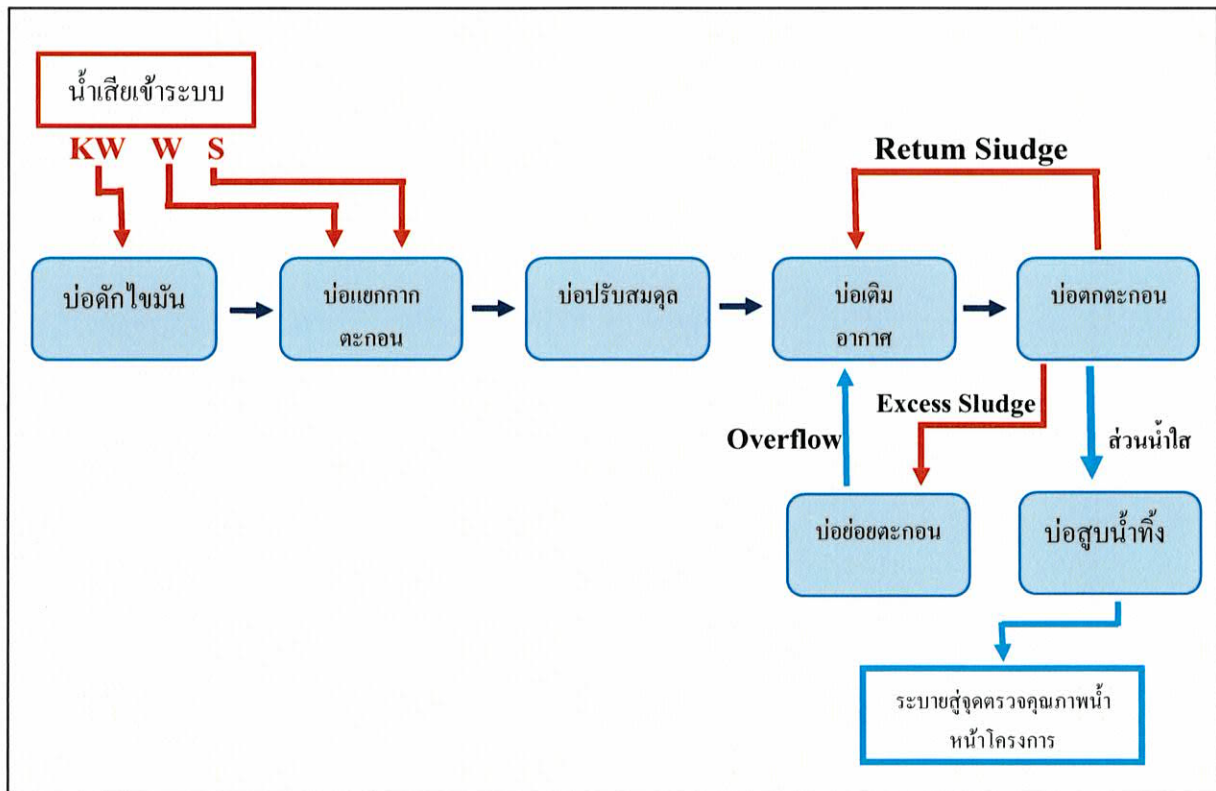 น้ำเสียเข้าระบบ
KW W S
Retum Siudge
บ่อดักไขมัน
บ่อแยกกาก
ตะกอน
บ่อปรับสมดุล
บ่อเติม
อากาศ
บ่อตกตะกอน
Excess Sludge
Overflow
ส่วนน้ำใส
บ่อย่อยตะกอน
บ่อสูบน้ำทิ้ง
ระบายสู่จุดตรวจคุณภาพน้ำ
หน้าโครงการ